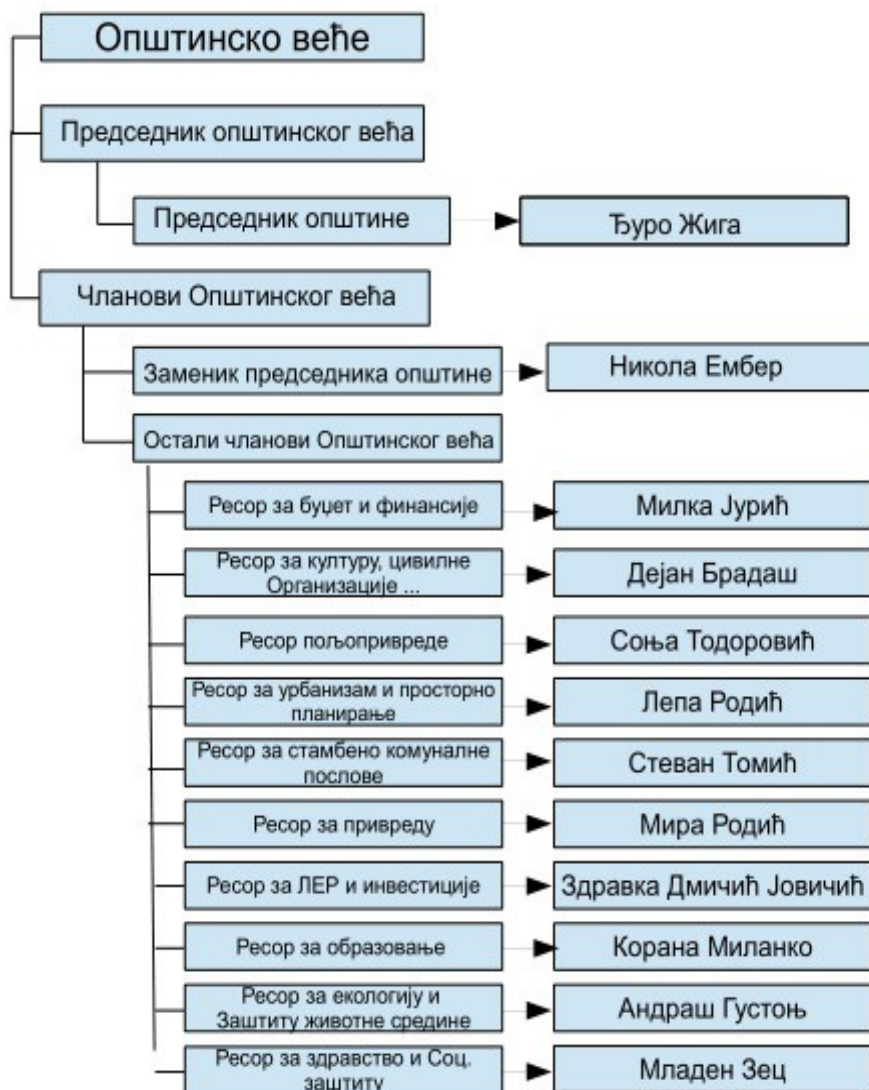 Општинско веће
Председник општинског већа
Председник општине
Ђуро Жига
Чланови Општинског већа
Заменик председника општине
Никола Ембер
Остали чланови Општинског већа
Ресор за буџет и финансије
Милка Јурић
Ресор за културу, цивилне
Организације ...
Дејан Брадаш
Ресор пољопривреде
Соња Тодоровић
Ресор за урбанизам и просторно
планирање
Лепа Родић
Ресор за стамбено комуналне
послове
Стеван Томић
Ресор за привреду
Мира Родић
Ресор за ЛЕР и инвестиције
Здравка Дмичић Јовичић
Ресор за образовање
Корана Миланко
Ресор за екологију и
Заштиту животне средине
Андраш Густоњ
Ресор за здравство и Соц.
заштиту
Младен Зец